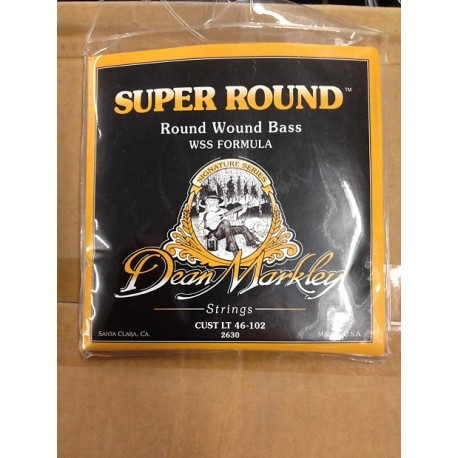 SUPER ROUND™
Round Wound Bass
WSS FORMULA
SIGNATURE SERIES
Dean Markley
Strings
CUST LT 46-102
2630
SANTA CLARA, CA.
U.S.A.